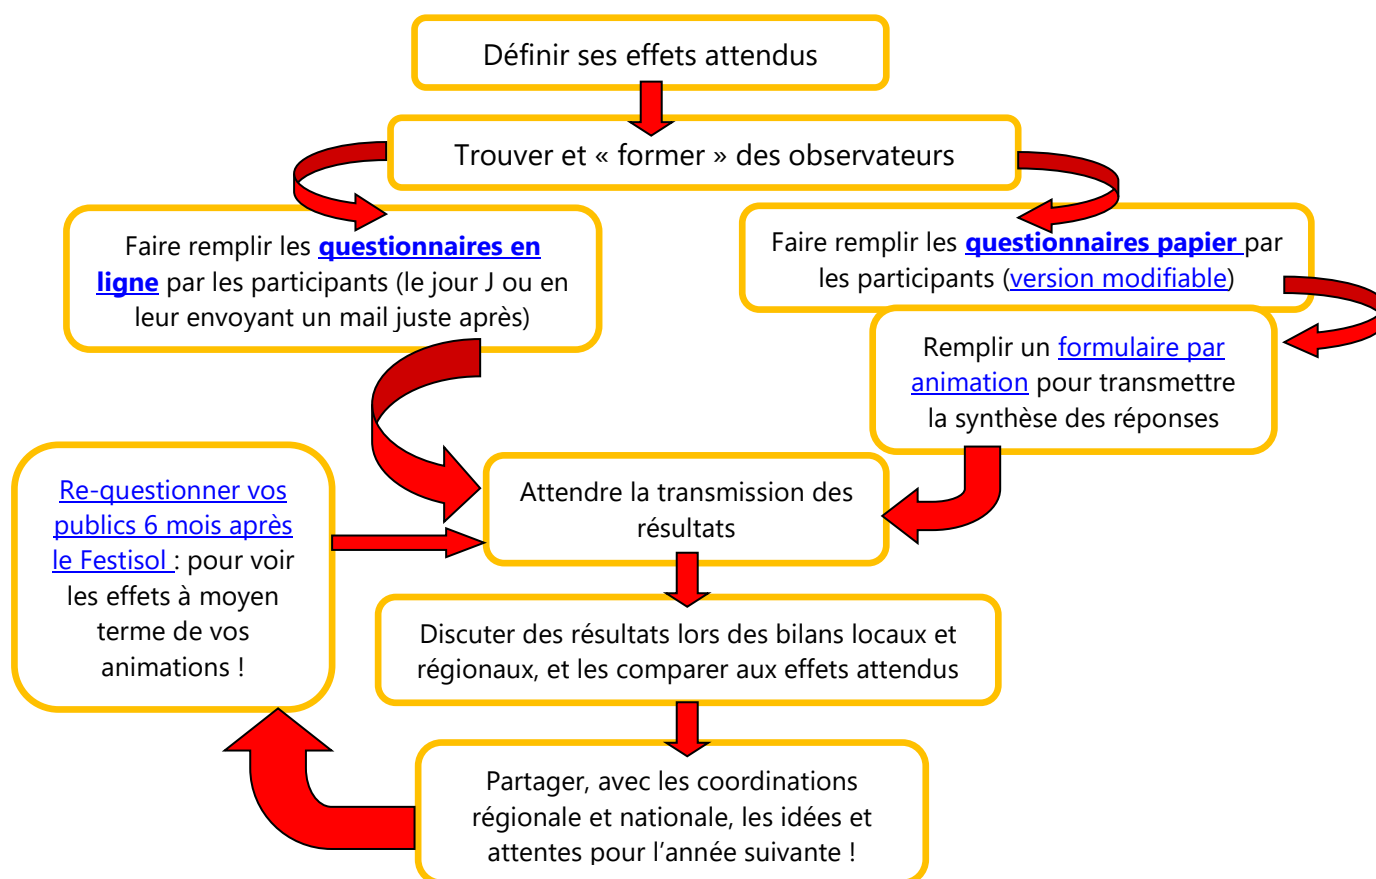 Définir ses effets attendus
Trouver et « former » des observateurs
Faire remplir les questionnaires en
ligne par les participants (le jour J ou en
leur envoyant un mail juste après)
Faire remplir les questionnaires papier par
les participants (version modifiable)
Remplir un formulaire par
animation pour transmettre
la synthèse des réponses
Attendre la transmission des
résultats
Re-questionner vos
publics 6 mois après
le Festisol : pour voir
les effets à moyen
terme de vos
animations !
Discuter des résultats lors des bilans locaux et
régionaux, et les comparer aux effets attendus
Partager, avec les coordinations
régionale et nationale, les idées et
attentes pour l’année suivante !